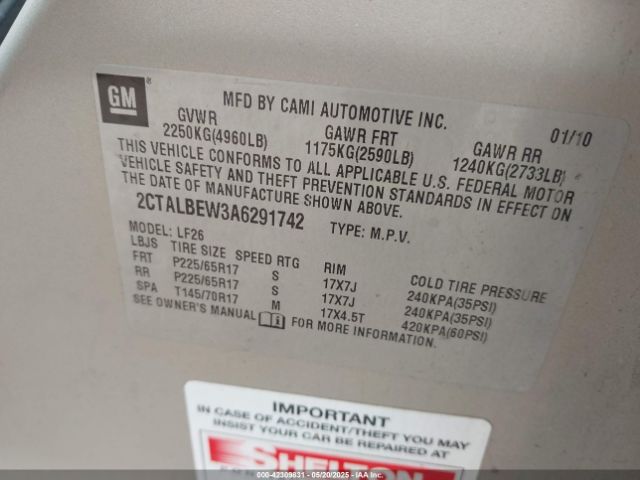 GM
®
MFD BY CAMI AUTOMOTIVE INC.
01/10
GVWR GAWR FRT GAWR RR
2250KG(4960LB) 1175KG(2590LB) 1240KG(2733LB)
THIS VEHICLE CONFORMS TO ALL APPLICABLE U.S. FEDERAL MOTOR
VEHICLE SAFETY AND THEFT PREVENTION STANDARDS IN EFFECT ON
THE DATE OF MANUFACTURE SHOWN ABOVE.
2CTALBEW3A6291742 TYPE: M.P.V.
MODEL: LF26
LBJS TIRE SIZE SPEED RTG RIM COLD TIRE PRESSURE
FRT P225/65R17 S 17X7J 240KPA(35PSI)
RR P225/65R17 S 17X7J 240KPA(35PSI)
SPA T145/70R17 M 17X4.5T 420KPA(60PSI)
SEE OWNER'S MANUAL FOR MORE INFORMATION.
IMPORTANT
IN CASE OF ACCIDENT/THEFT YOU MAY
INSIST YOUR CAR BE REPAIRED AT
SHELTON
000-42309631 - 05/20/2025 - IAAI Inc.